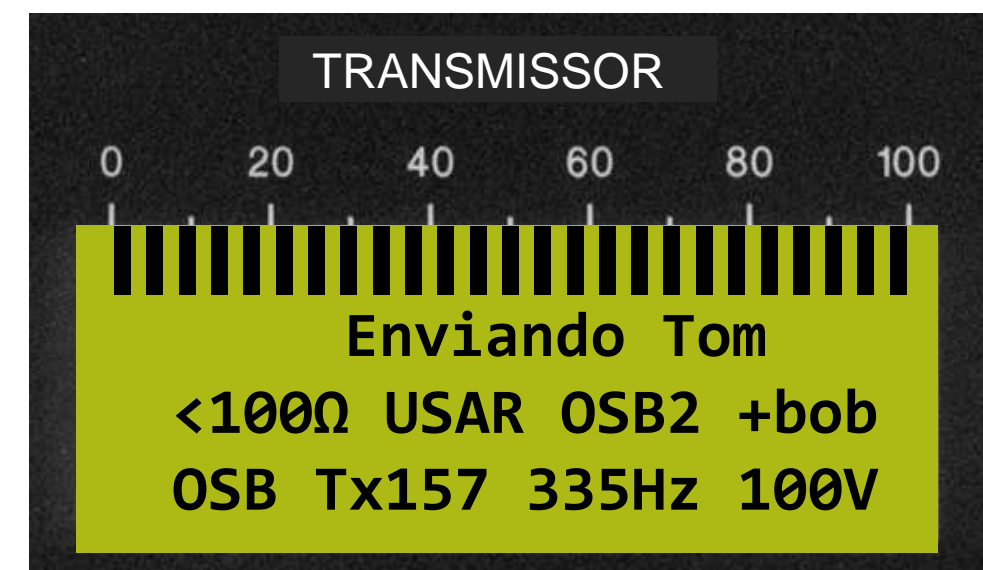 TRANSMISSOR
0 20 40 60 80 100
Enviando Tom
<100Ω USAR OSB2 +bob
OSB Tx157 335Hz 100V